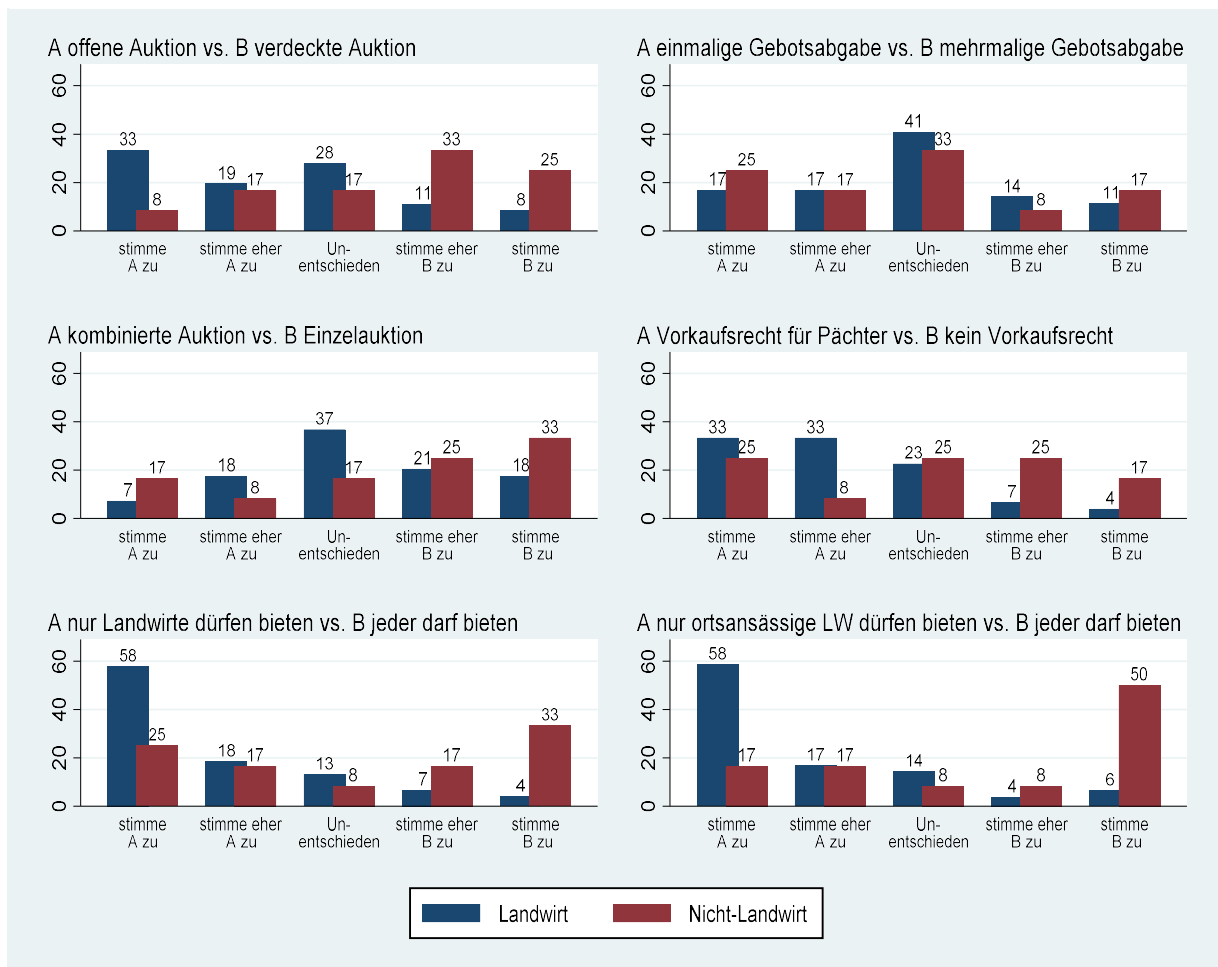 A offene Auktion vs. B verdeckte Auktion
60
40
20
0
33
8
19
17
28
17
11
33
8
25
stimme
A zu
stimme eher
A zu
Un-
entschieden
stimme eher
B zu
stimme
B zu
A einmalige Gebotsabgabe vs. B mehrmalige Gebotsabgabe
60
40
20
0
17
25
17
17
41
33
14
8
11
17
stimme
A zu
stimme eher
A zu
Un-
entschieden
stimme eher
B zu
stimme
B zu
A kombinierte Auktion vs. B Einzelauktion
60
40
20
0
7
17
18
8
37
17
21
25
18
33
stimme
A zu
stimme eher
A zu
Un-
entschieden
stimme eher
B zu
stimme
B zu
A Vorkaufsrecht für Pächter vs. B kein Vorkaufsrecht
60
40
20
0
33
25
33
8
23
25
7
25
4
17
stimme
A zu
stimme eher
A zu
Un-
entschieden
stimme eher
B zu
stimme
B zu
A nur Landwirte dürfen bieten vs. B jeder darf bieten
60
40
20
0
58
25
18
17
13
8
7
17
4
33
stimme
A zu
stimme eher
A zu
Un-
entschieden
stimme eher
B zu
stimme
B zu
A nur ortsansässige LW dürfen bieten vs. B jeder darf bieten
60
40
20
0
58
17
17
17
14
8
4
8
6
50
stimme
A zu
stimme eher
A zu
Un-
entschieden
stimme eher
B zu
stimme
B zu
Landwirt
Nicht-Landwirt